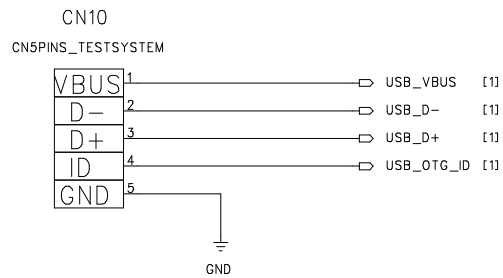 CN10
CN5PINS_TESTSYSTEM
VBUS 1 USB_VBUS [1]
D- 2 USB_D- [1]
D+ 3 USB_D+ [1]
ID 4 USB_OTG_ID [1]
GND 5
GND